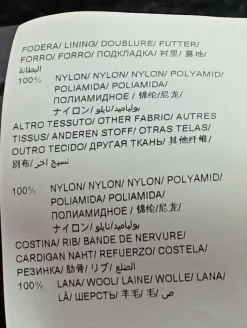 FODERA/ LINING/ DOUBLURE/ FUTTER/
FORRO/ FORRO/ ПОДКЛАДКА/ 衬里/ 裏地/
البطانة
100% NYLON/ NYLON/ NYLON/ POLYAMID/
POLIAMIDA/ POLIAMIDA/
ПОЛИАМИДНОЕ / 锦纶/尼龙/
ナイロン/ نايلو/ بولياميد
ALTRO TESSUTO/ OTHER FABRIC/ AUTRES
TISSUS/ ANDEREN STOFF/ OTRAS TELAS/
OUTRO TECIDO/ ДРУГАЯ ТКАНЬ/ 其他纤维/
別布/ نسيج آخر/
100% NYLON/ NYLON/ NYLON/ POLYAMID/
POLIAMIDA/ POLIAMIDA/
ПОЛИАМИДНОЕ / 锦纶/尼龙/
ナイロン/ نايلو/ بولياميد
COSTINA/ RIB/ BANDE DE NERVURE/
CARDIGAN NAHT/ REFUERZO/ COSTELA/
РЕЗИНКА/ 肋骨/ リブ/ الضلع/
100% LANA/ WOOL/ LAINE/ WOLLE/ LANA/
LÃ/ ШЕРСТЬ/ 羊毛/ 毛/ ص